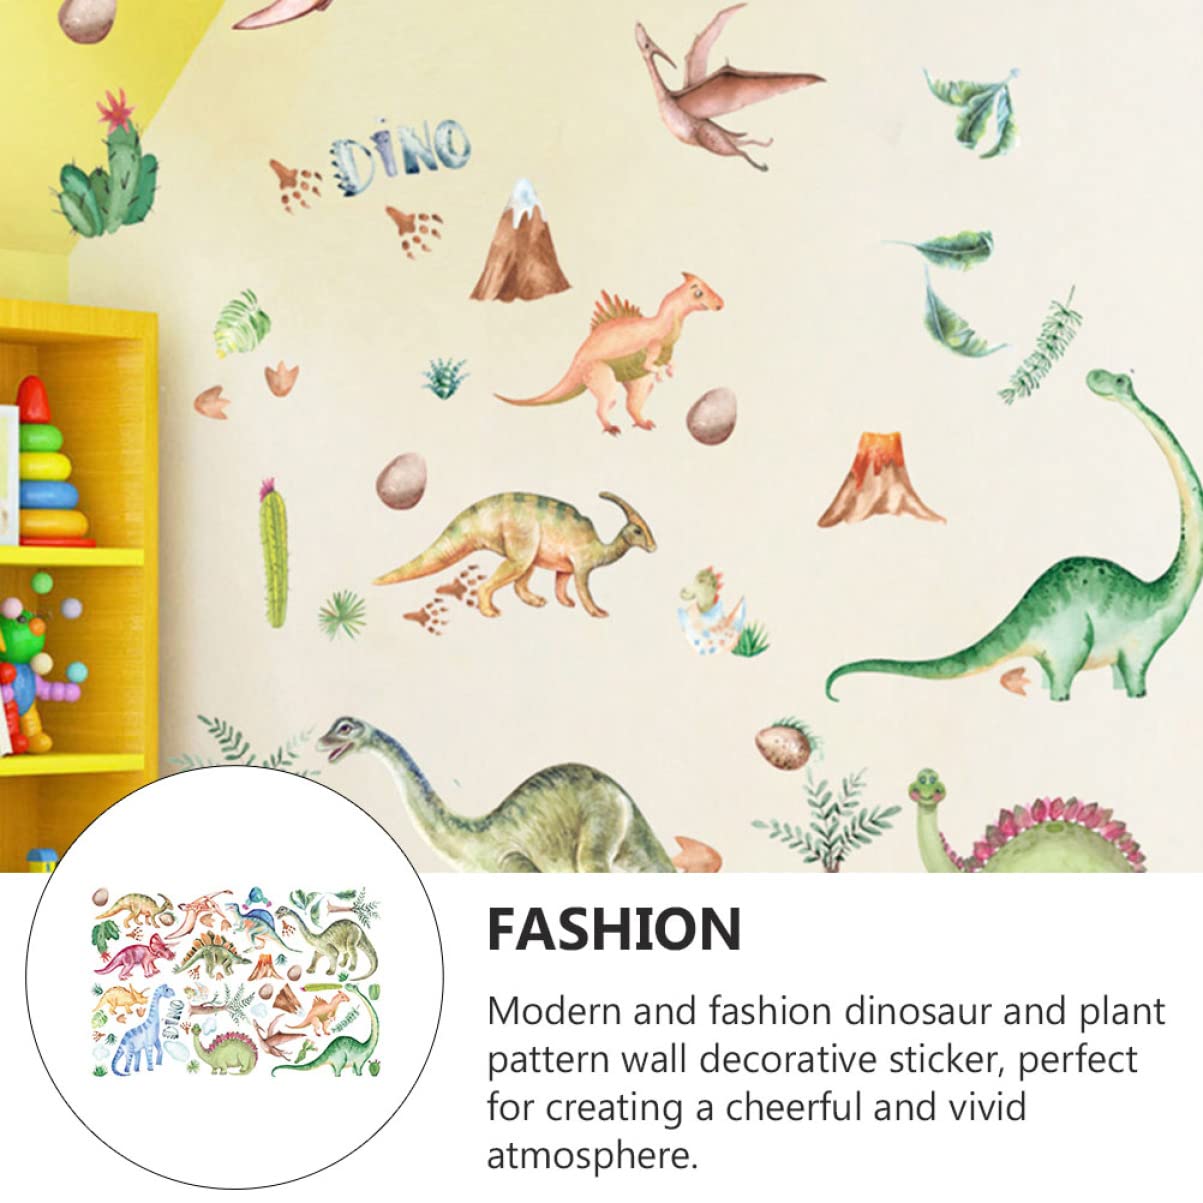 DINO
FASHION
Modern and fashion dinosaur and plant
pattern wall decorative sticker, perfect
for creating a cheerful and vivid
atmosphere.
DINO